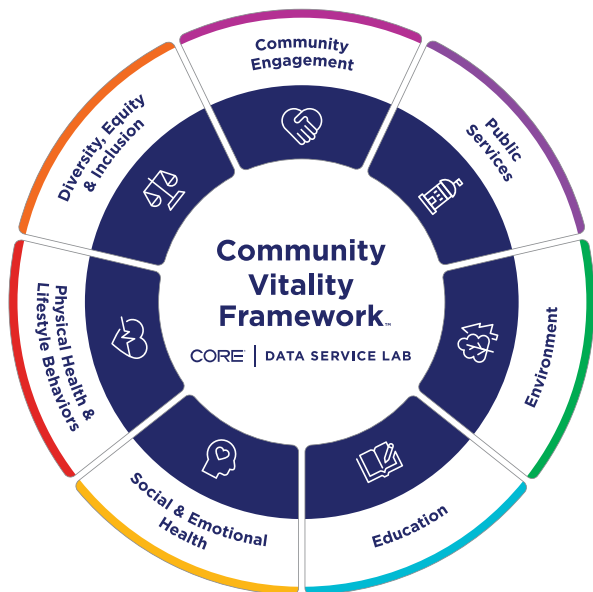 Community
Engagement
Public
Services
Environment
Education
Social & Emotional
Health
Physical Health &
Lifestyle Behaviors
Diversity, Equity
& Inclusion
Community
Vitality
Framework™
CORE | DATA SERVICE LAB